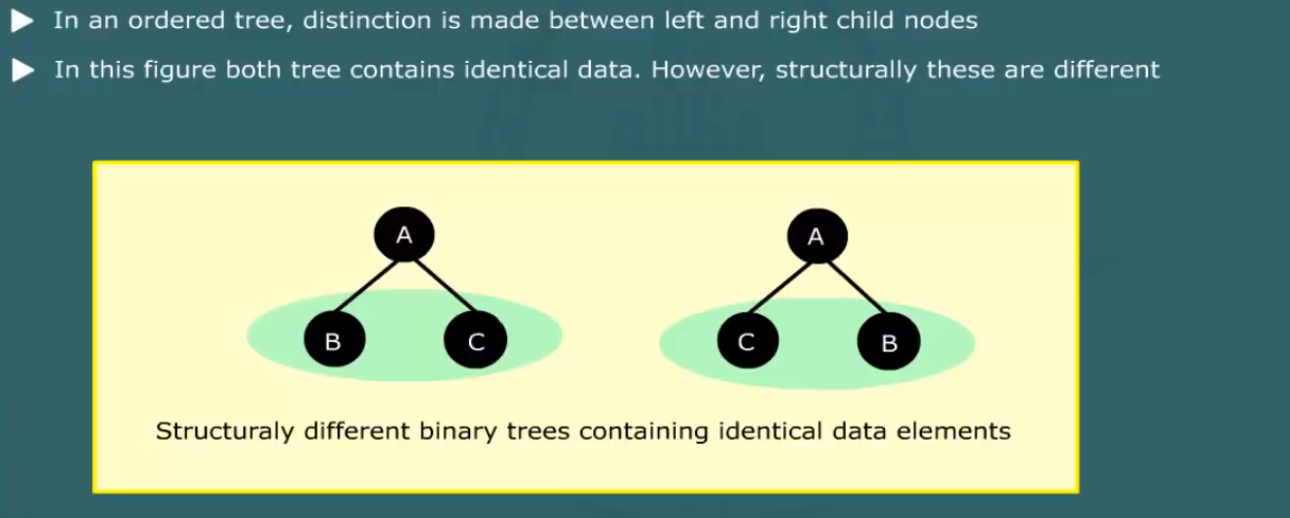 In an ordered tree, distinction is made between left and right child nodes
In this figure both tree contains identical data. However, structurally these are different
A
B
C
A
C
B
Structuraly different binary trees containing identical data elements